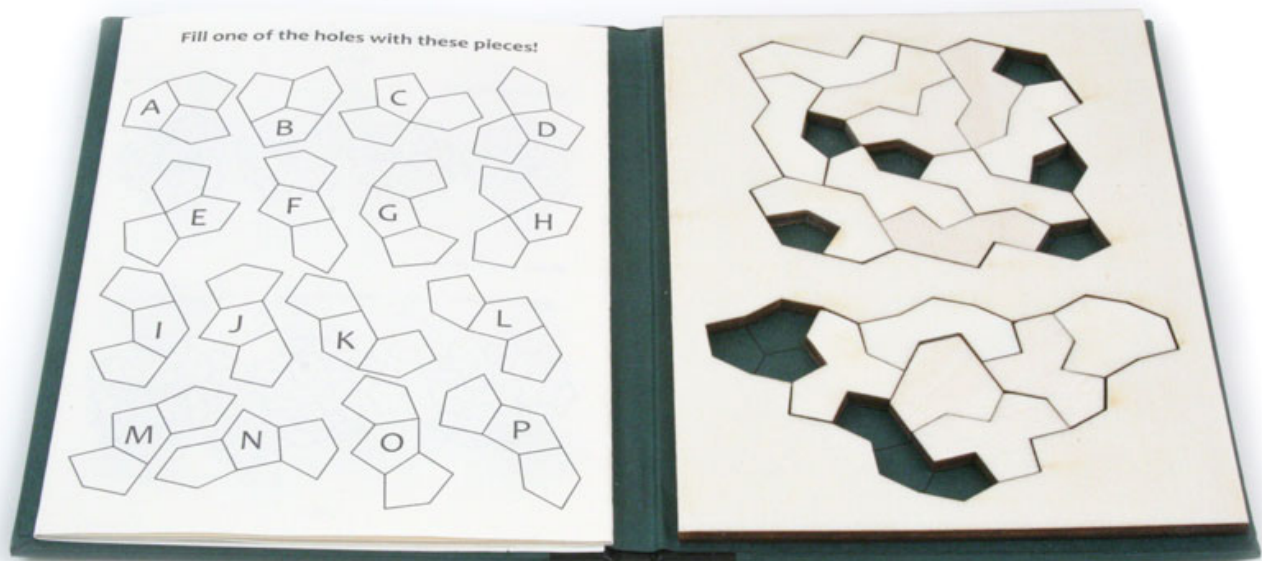 Fill one of the holes with these pieces!
A B C D
E F G H
I J K L
M N O P